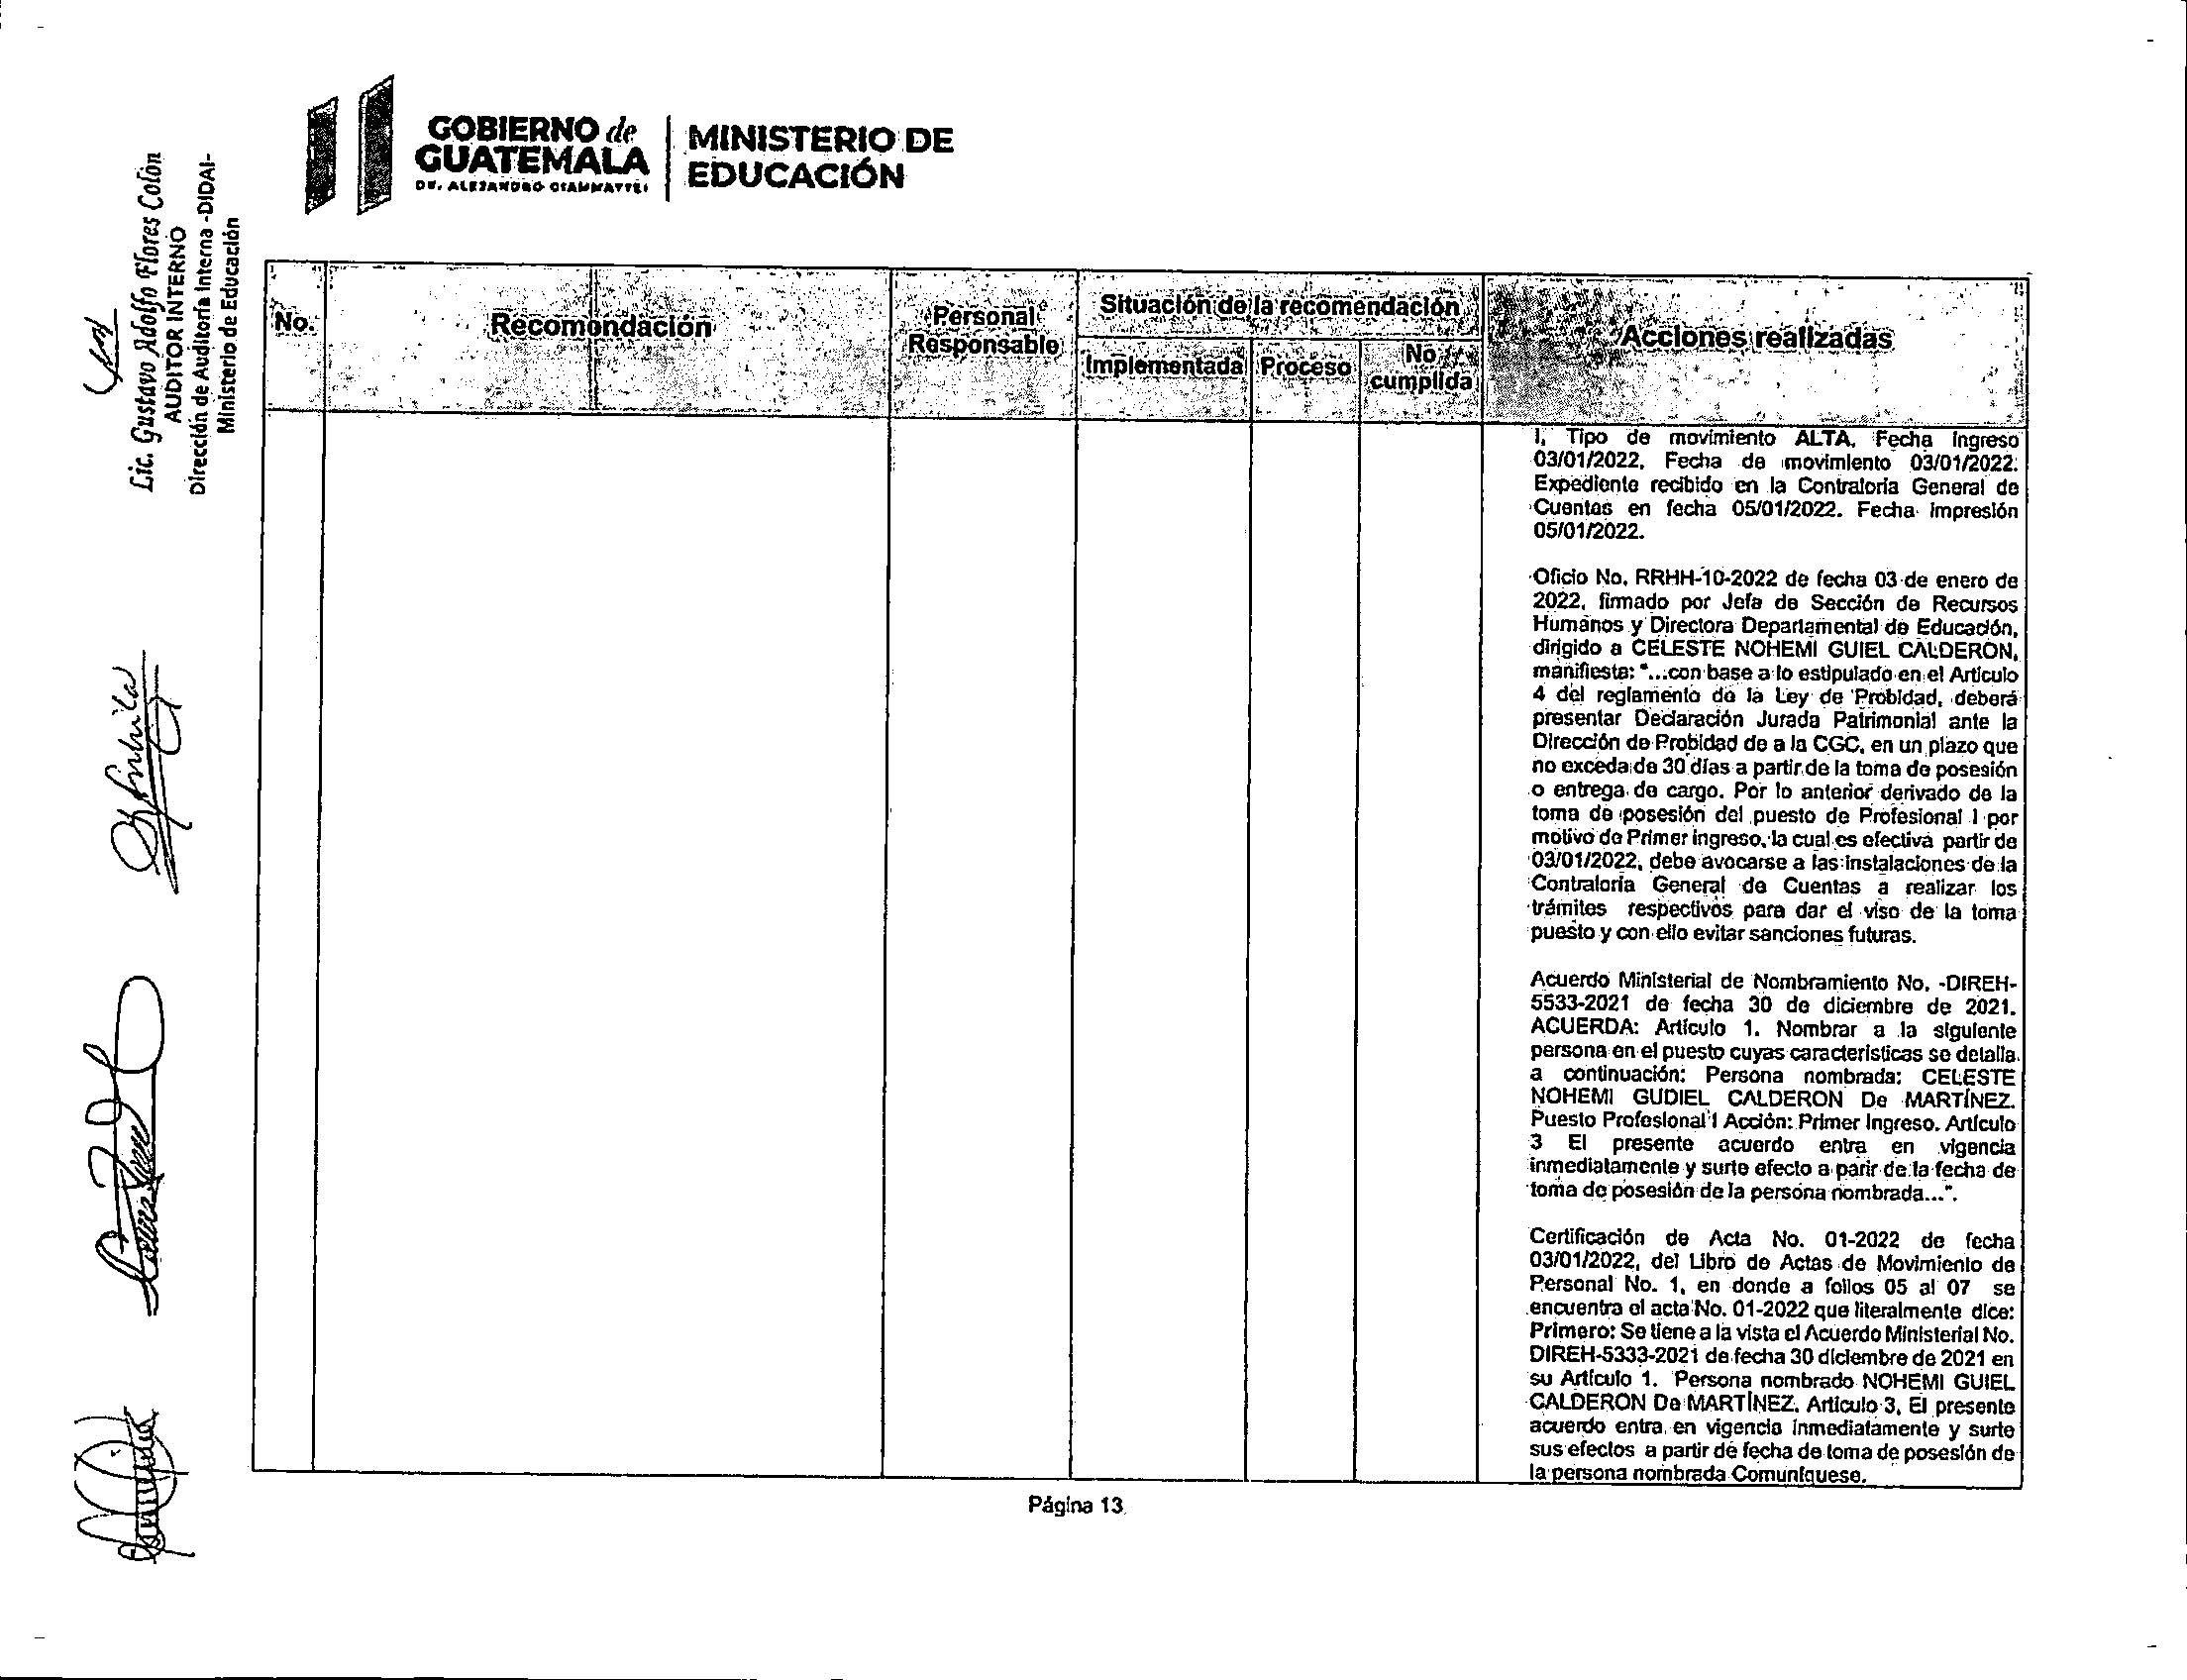 GOBIERNO de
GUATEMALA
DR. ALEJANDRO GIAMMATTEI
MINISTERIO DE
EDUCACIÓN
Lic. Gustavo Adolfo Flores Colón
AUDITOR INTERNO
Dirección de Auditoría Interna -DIDAI-
Ministerio de Educación
No.
Recomendación
Personal
Responsable
Situación de la recomendación
Implementada
Proceso
No
cumplida
Acciones realizadas
I, Tipo de movimiento ALTA. Fecha ingreso
03/01/2022, Fecha de movimiento 03/01/2022.
Expediente recibido en la Contraloría General de
Cuentas en fecha 05/01/2022. Fecha impresión
05/01/2022.
Oficio No. RRHH-10-2022 de fecha 03 de enero de
2022, firmado por Jefa de Sección de Recursos
Humanos y Directora Departamental de Educación,
dirigido a CELESTE NOHEMI GUIEL CALDERON,
manifiesta: "...con base a lo estipulado en el Artículo
4 del reglamento de la Ley de Probidad, deberá
presentar Declaración Jurada Patrimonial ante la
Dirección de Probidad de a la CGC, en un plazo que
no exceda de 30 días a partir de la toma de posesión
o entrega de cargo. Por lo anterior derivado de la
toma de posesión del puesto de Profesional I por
motivo de Primer ingreso, la cual es efectiva partir de
03/01/2022, debe avocarse a las instalaciones de la
Contraloría General de Cuentas a realizar los
trámites respectivos para dar el viso de la toma
puesto y con ello evitar sanciones futuras.
Acuerdo Ministerial de Nombramiento No. -DIREH-
5533-2021 de fecha 30 de diciembre de 2021.
ACUERDA: Artículo 1. Nombrar a la siguiente
persona en el puesto cuyas características se detalla
a continuación: Persona nombrada: CELESTE
NOHEMI GUDIEL CALDERON De MARTÍNEZ.
Puesto Profesional I Acción: Primer Ingreso. Artículo
3 El presente acuerdo entra en vigencia
inmediatamente y surte efecto a parir de la fecha de
toma de posesión de la persona nombrada...".
Certificación de Acta No. 01-2022 de fecha
03/01/2022, del Libro de Actas de Movimiento de
Personal No. 1, en donde a folios 05 al 07 se
encuentra el acta No. 01-2022 que literalmente dice:
Primero: Se tiene a la vista el Acuerdo Ministerial No.
DIREH-5333-2021 de fecha 30 diciembre de 2021 en
su Artículo 1. Persona nombrado NOHEMI GUIEL
CALDERON De MARTÍNEZ. Artículo 3, El presente
acuerdo entra en vigencia inmediatamente y surte
sus efectos a partir de fecha de toma de posesión de
la persona nombrada Comuníquese.
Página 13